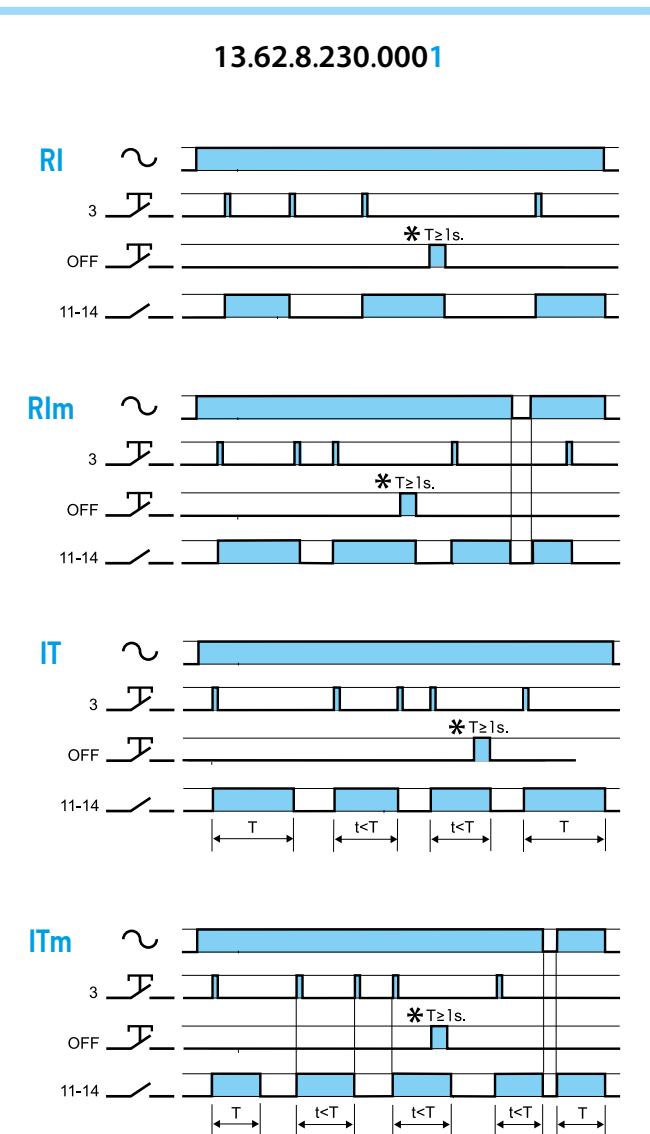 13.62.8.230.0001
RI
3
* T≥1s.
OFF
11-14
RIm
3
* T≥1s.
OFF
11-14
IT
3
* T≥1s.
OFF
11-14
T t<T t<T T
ITm
3
* T≥1s.
OFF
11-14
T t<T t<T t<T T